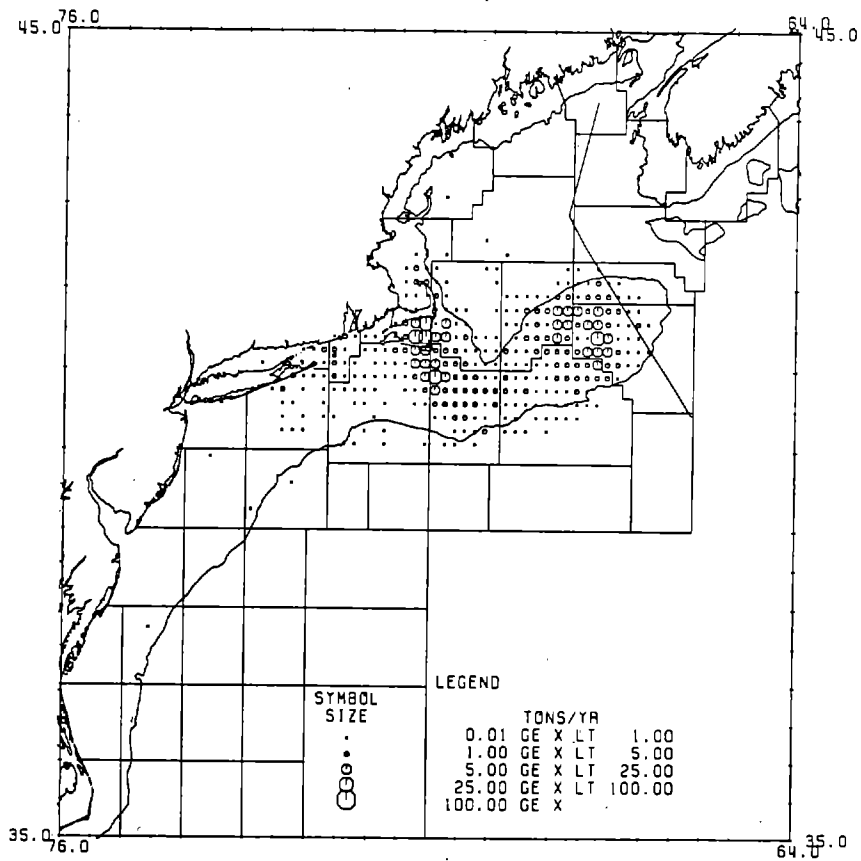 76.0
64.0
45.0
45.0
LEGEND
SYMBOL
SIZE
TONS/YR
0.01 GE X LT 1.00
1.00 GE X LT 5.00
5.00 GE X LT 25.00
25.00 GE X LT 100.00
100.00 GE X
35.0
35.0
76.0
64.0